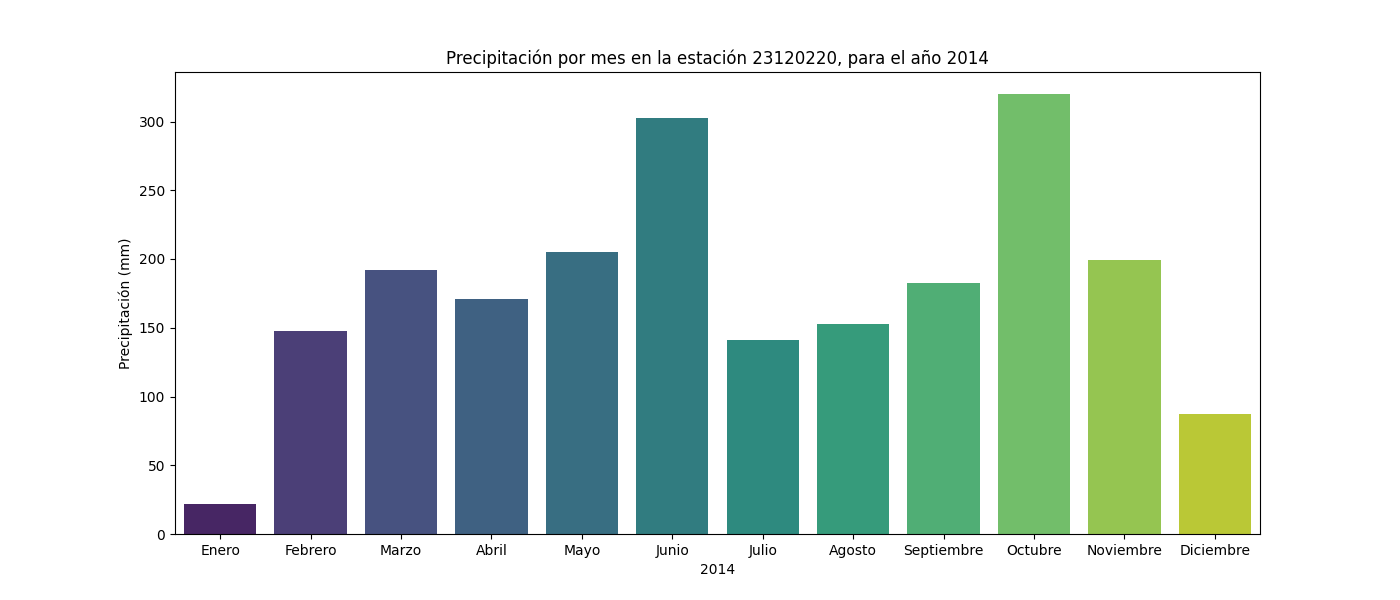 Precipitación por mes en la estación 23120220, para el año 2014
Precipitación (mm)
300
250
200
150
100
50
0
Enero Febrero Marzo Abril Mayo Junio Julio Agosto Septiembre Octubre Noviembre Diciembre
2014